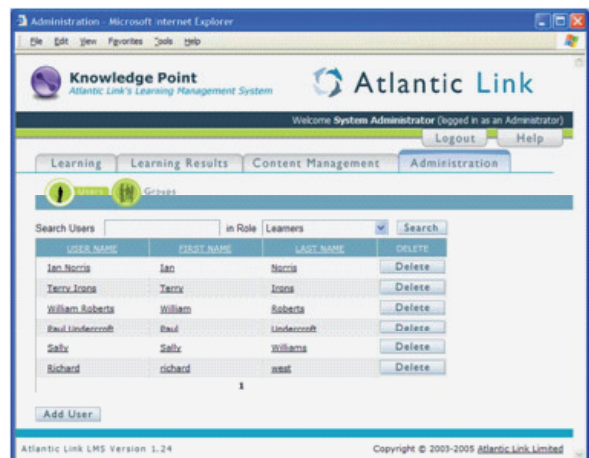 Administration - Microsoft Internet Explorer
File Edit View Favorites Tools Help
Knowledge Point
Atlantic Link's Learning Management System
Atlantic Link
Welcome System Administrator (logged in as an Administrator)
Logout Help
Learning Learning Results Content Management Administration
Users Groups
Search Users in Role Learners Search
USER NAME FIRST NAME LAST NAME DELETE
Ian Norris Ian Norris Delete
Terry Irons Terry Irons Delete
William Roberts William Roberts Delete
Paul Undercroft Paul Undercroft Delete
Sally Sally Williams Delete
Richard richard west Delete
1
Add User
Atlantic Link LMS Version 1.24 Copyright © 2003-2005 Atlantic Link Limited